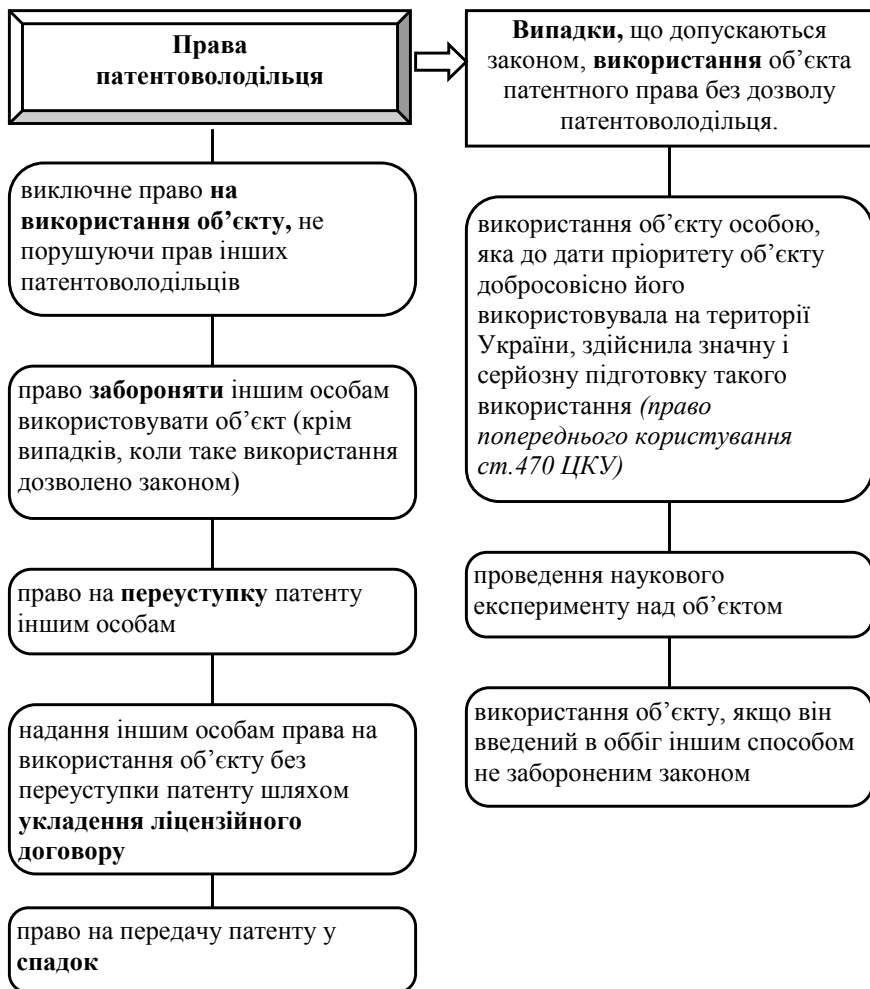 Права
патентоволодільця
Випадки, що допускаються
законом, використання об’єкта
патентного права без дозволу
патентоволодільця.
виключне право на
використання об’єкту, не
порушуючи прав інших
патентоволодільців
право забороняти іншим особам
використовувати об’єкт (крім
випадків, коли таке використання
дозволено законом)
право на переуступку патенту
іншим особам
надання іншим особам права на
використання об’єкту без
переуступки патенту шляхом
укладення ліцензійного
договору
право на передачу патенту у
спадок
використання об’єкту особою,
яка до дати пріоритету об’єкту
добросовісно його
використовувала на території
України, здійснила значну і
серйозну підготовку такого
використання (право
попереднього користування
ст.470 ЦКУ)
проведення наукового
експерименту над об’єктом
використання об’єкту, якщо він
введений в оббіг іншим способом
не забороненим законом